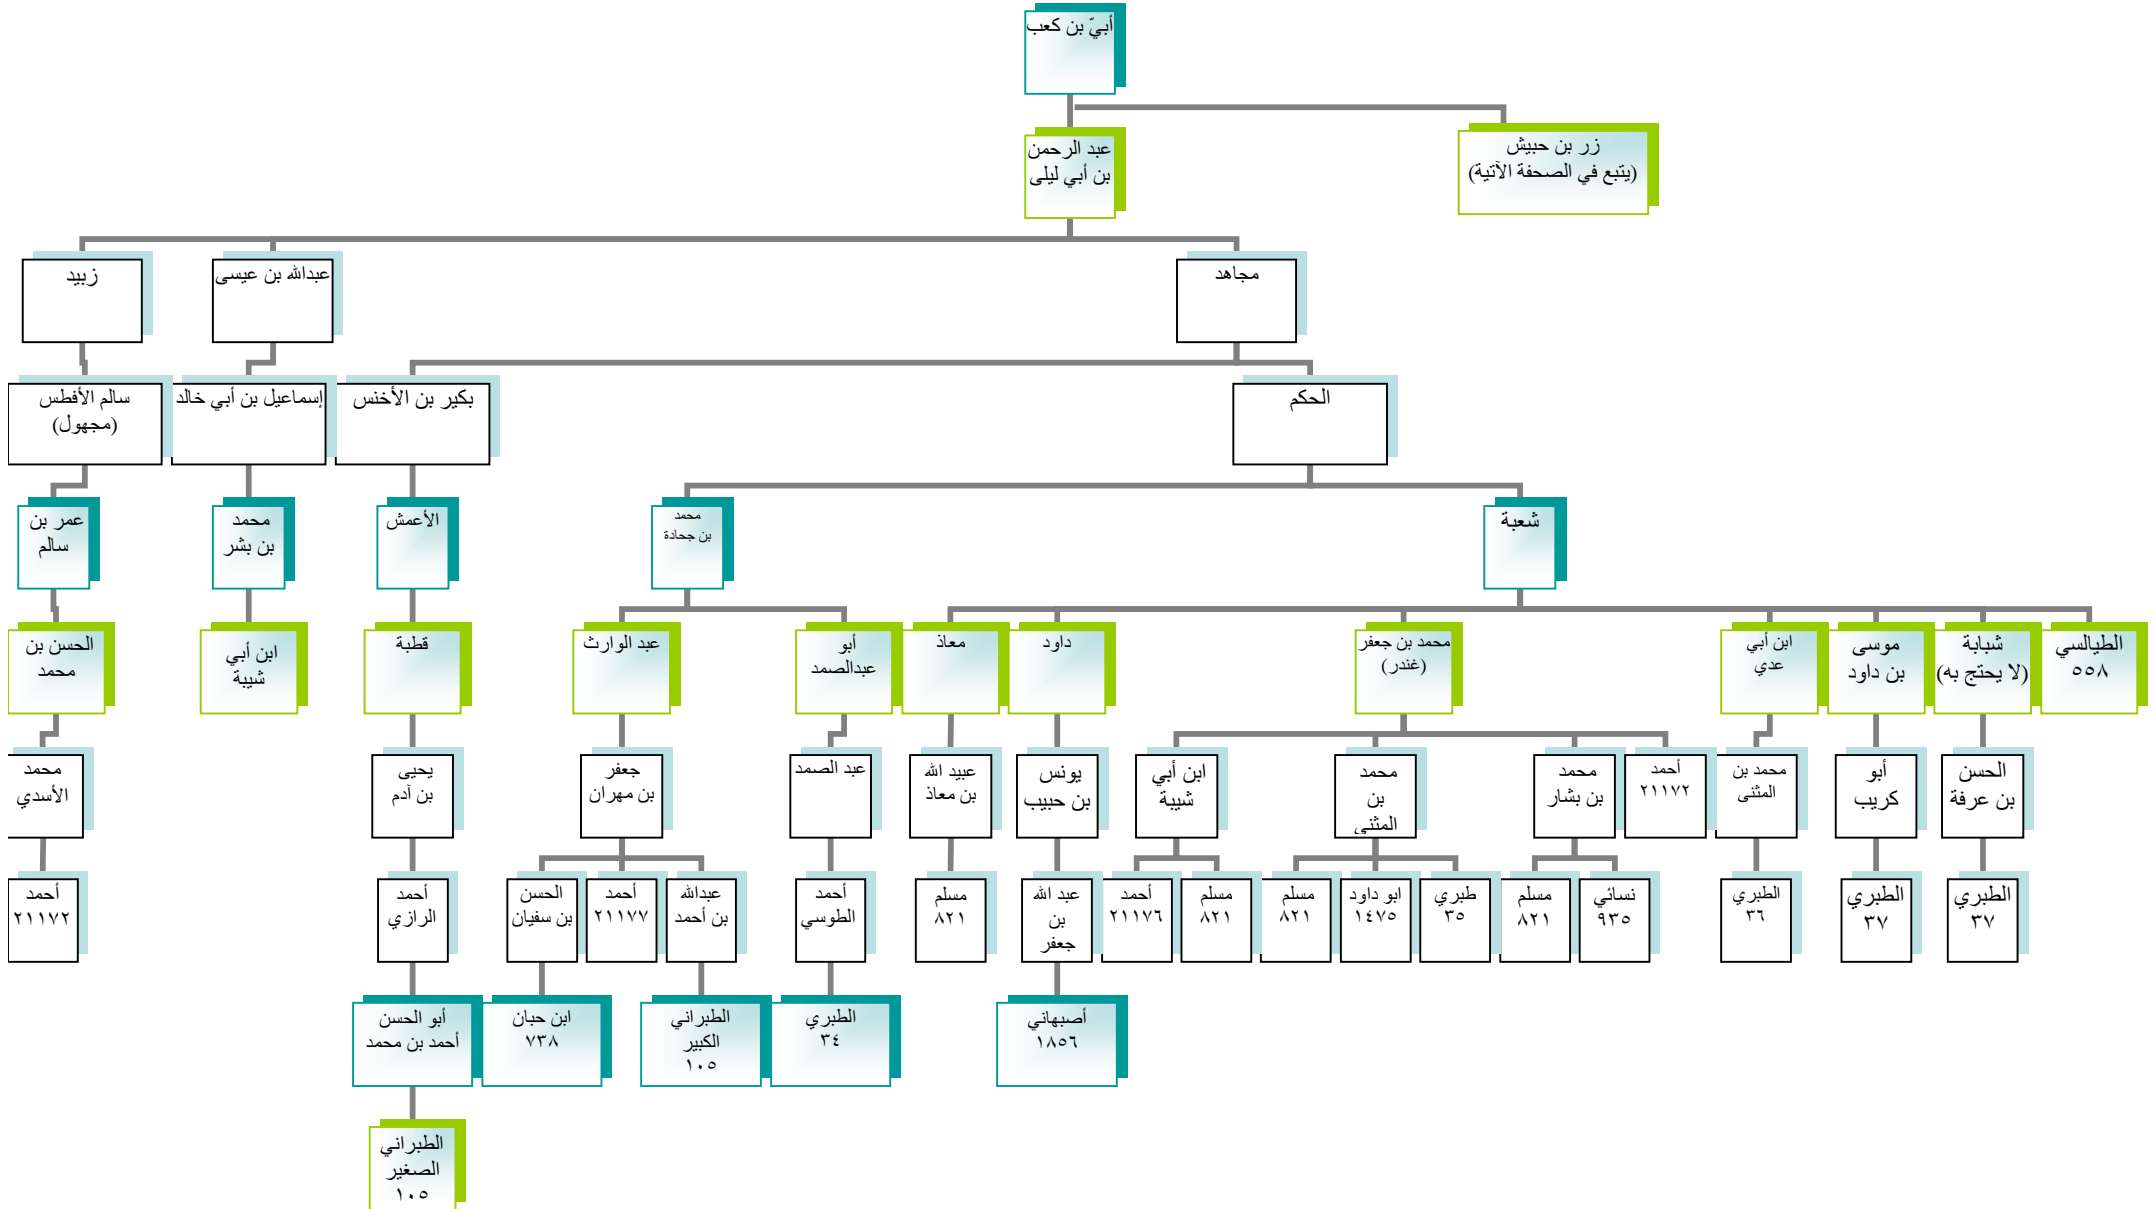 أبيّ بن كعب
زر بن حبيش
(يتبع في الصحفة الآتية)
عبد الرحمن
بن أبي ليلى
مجاهد
عبدالله بن عيسى
زبيد
الحكم
بكير بن الأخنس
إسماعيل بن أبي خالد
سالم الأفطس
(مجهول)
شعبة
محمد
بن جحادة
الأعمش
محمد
بن بشر
عمر بن
سالم
الطيالسي
٥٥٨
شبابة
(لا يحتج به)
موسى
بن داود
ابن أبي
عدي
محمد بن جعفر
(غندر)
داود
معاذ
أبو
عبدالصمد
عبد الوارث
قطبة
ابن أبي
شيبة
الحسن بن
محمد
الحسن
بن عرفة
أبو
كريب
محمد بن
المثنى
أحمد
٢١١٧٢
محمد
بن بشار
محمد
بن
المثنى
ابن أبي
شيبة
يونس
بن حبيب
عبيد الله
بن معاذ
عبد الصمد
جعفر
بن مهران
يحيى
بن آدم
محمد
الأسدي
الطبري
٣٧
الطبري
٣٧
الطبري
٣٦
نسائي
٩٣٥
مسلم
٨٢١
طبري
٣٥
ابو داود
١٤٧٥
مسلم
٨٢١
مسلم
٨٢١
أحمد
٢١١٧٦
عبد الله
بن
جعفر
مسلم
٨٢١
أحمد
الطوسي
عبدالله
بن أحمد
أحمد
٢١١٧٧
الحسن
بن سفيان
أحمد
الرازي
أحمد
٢١١٧٢
أصبهاني
١٨٥٦
الطبري
٣٤
الطبراني
الكبير
١٠٥
ابن حبان
٧٣٨
أبو الحسن
أحمد بن محمد
الطبراني
الصغير
١٠٥